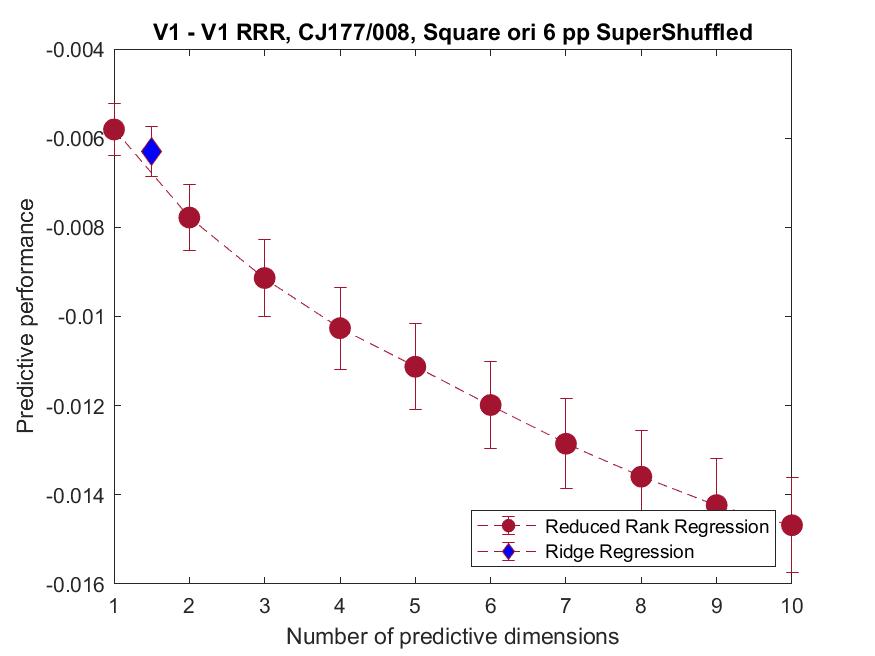 V1 - V1 RRR, CJ177/008, Square ori 6 pp SuperShuffled
-0.004
-0.006
-0.008
-0.01
-0.012
-0.014
-0.016
Predictive performance
Reduced Rank Regression
Ridge Regression
1 2 3 4 5 6 7 8 9 10
Number of predictive dimensions